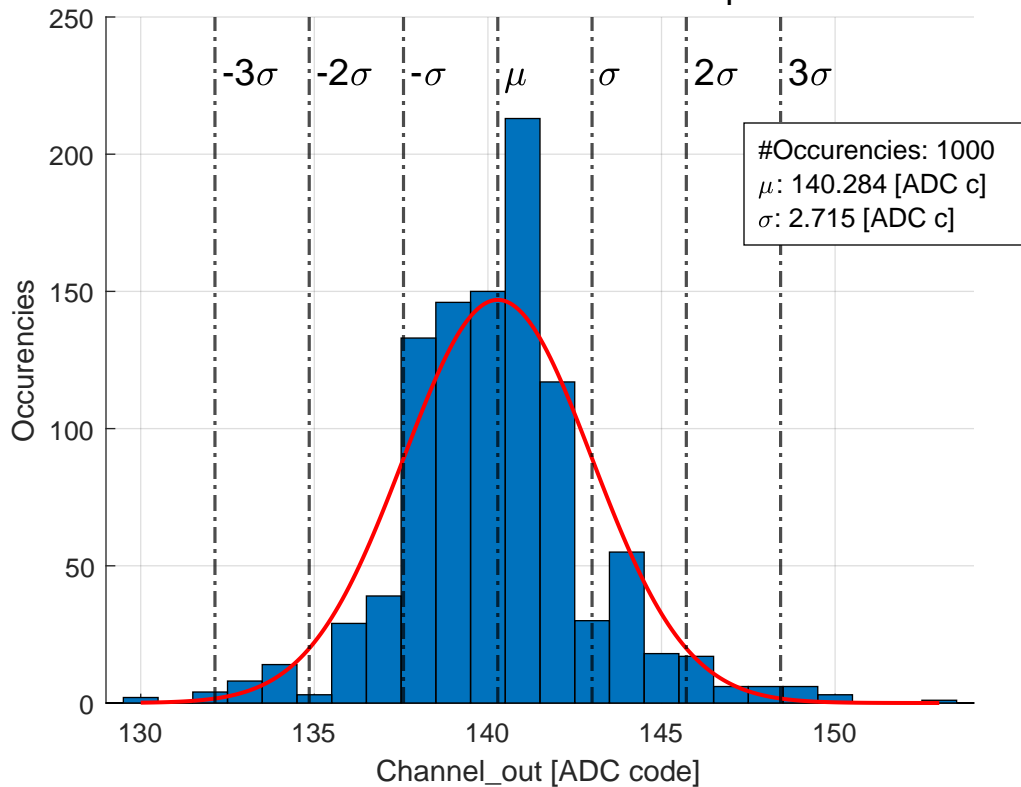 250
200
150
100
50
0
Occurencies
-3σ
-2σ
-σ
μ
σ
2σ
3σ
#Occurencies: 1000
μ: 140.284 [ADC c]
σ: 2.715 [ADC c]
130
135
140
145
150
Channel_out [ADC code]